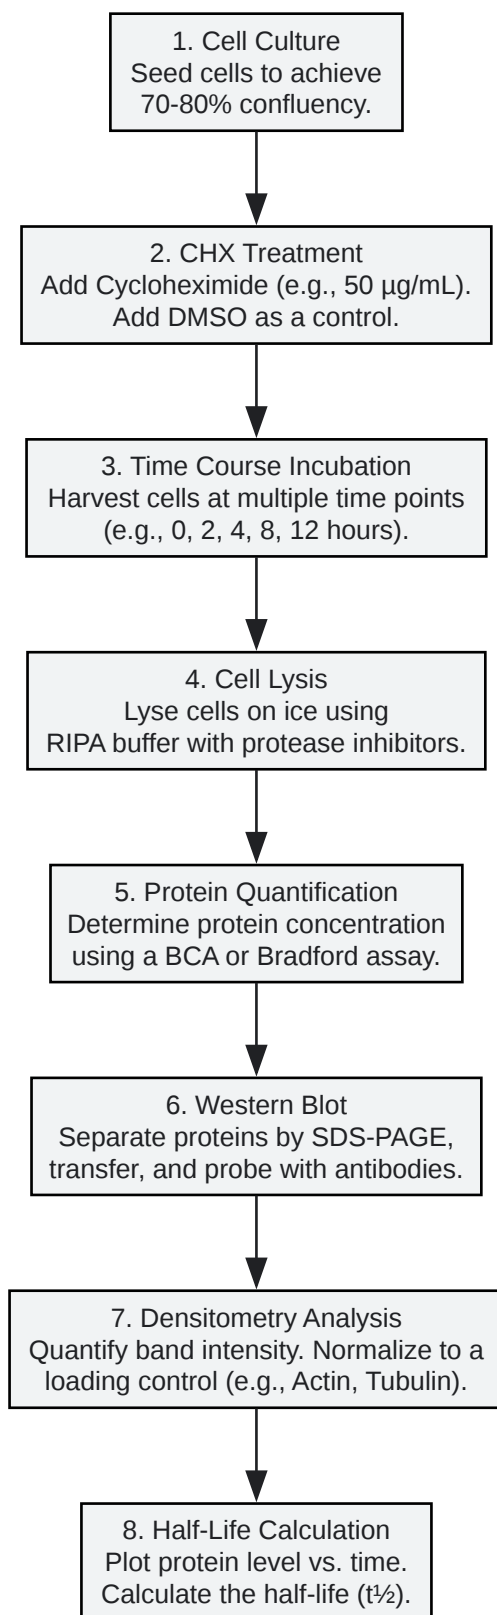 1. Cell Culture
Seed cells to achieve
70-80% confluency.
2. CHX Treatment
Add Cycloheximide (e.g., 50 µg/mL).
Add DMSO as a control.
3. Time Course Incubation
Harvest cells at multiple time points
(e.g., 0, 2, 4, 8, 12 hours).
4. Cell Lysis
Lyse cells on ice using
RIPA buffer with protease inhibitors.
5. Protein Quantification
Determine protein concentration
using a BCA or Bradford assay.
6. Western Blot
Separate proteins by SDS-PAGE,
transfer, and probe with antibodies.
7. Densitometry Analysis
Quantify band intensity. Normalize to a
loading control (e.g., Actin, Tubulin).
8. Half-Life Calculation
Plot protein level vs. time.
Calculate the half-life (t½).